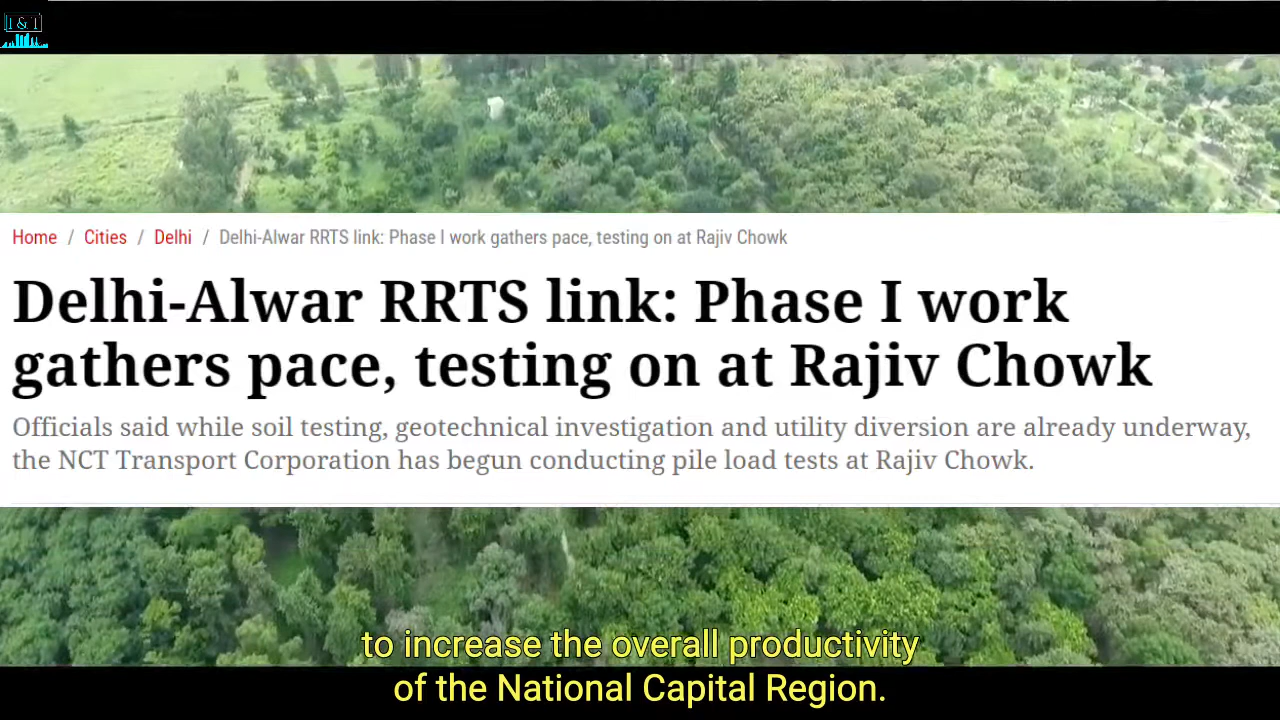 I & I
Home / Cities / Delhi / Delhi-Alwar RRTS link: Phase I work gathers pace, testing on at Rajiv Chowk
Delhi-Alwar RRTS link: Phase I work
gathers pace, testing on at Rajiv Chowk
Officials said while soil testing, geotechnical investigation and utility diversion are already underway,
the NCT Transport Corporation has begun conducting pile load tests at Rajiv Chowk.
to increase the overall productivity
of the National Capital Region.